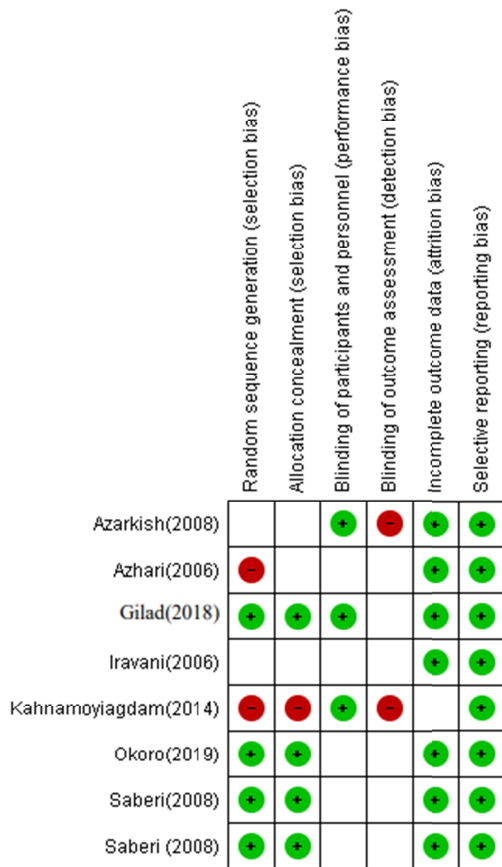 Random sequence generation (selection bias)
Allocation concealment (selection bias)
Blinding of participants and personnel (performance bias)
Blinding of outcome assessment (detection bias)
Incomplete outcome data (attrition bias)
Selective reporting (reporting bias)
Azarkish(2008) + - + +
Azhari(2006) - + +
Gilad(2018) + + + + +
Iravani(2006) + +
Kahnamoyiagdam(2014) - - + - +
Okoro(2019) + + + +
Saberi(2008) + + + +
Saberi (2008) + + + +